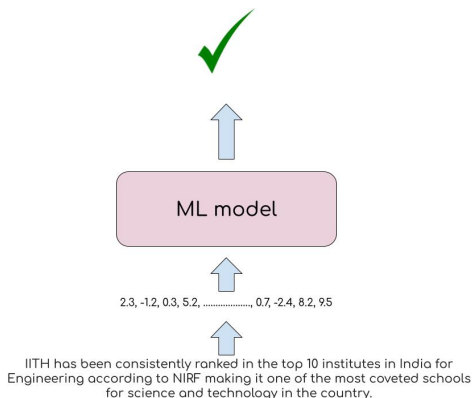 ML model
2.3, -1.2, 0.3, 5.2, ..................., 0.7, -2.4, 8.2, 9.5
IITH has been consistently ranked in the top 10 institutes in India for
Engineering according to NIRF making it one of the most coveted schools
for science and technology in the country.